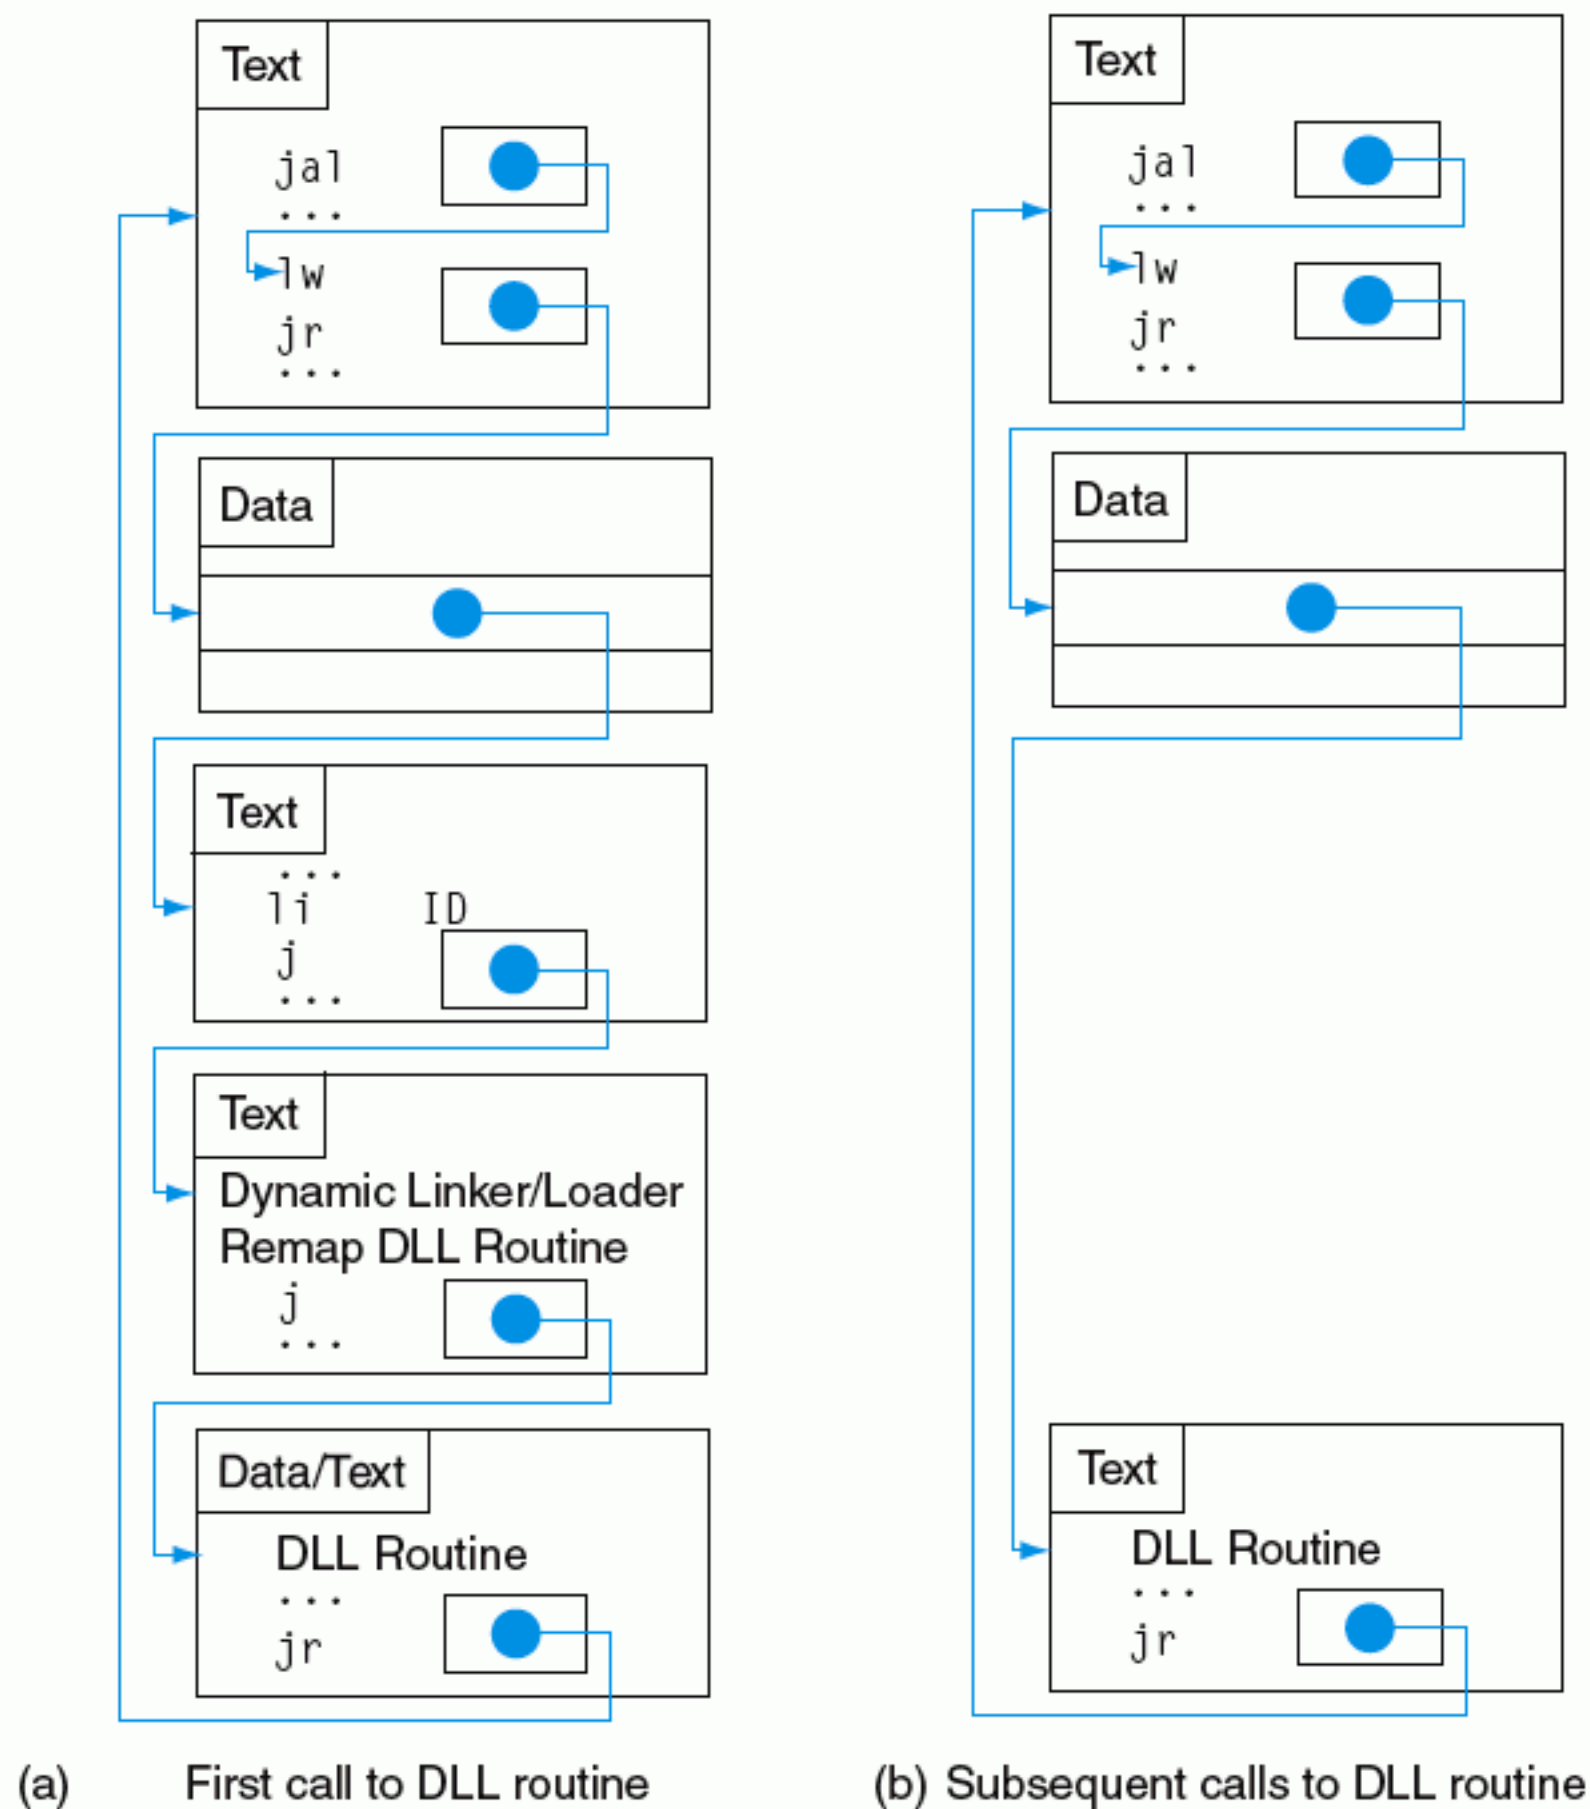 Text
jal
...
lw
jr
...
Data
Text
...
li ID
j
...
Text
Dynamic Linker/Loader
Remap DLL Routine
j
...
Data/Text
DLL Routine
...
jr
(a) First call to DLL routine
Text
jal
...
lw
jr
...
Data
Text
DLL Routine
...
jr
(b) Subsequent calls to DLL routine